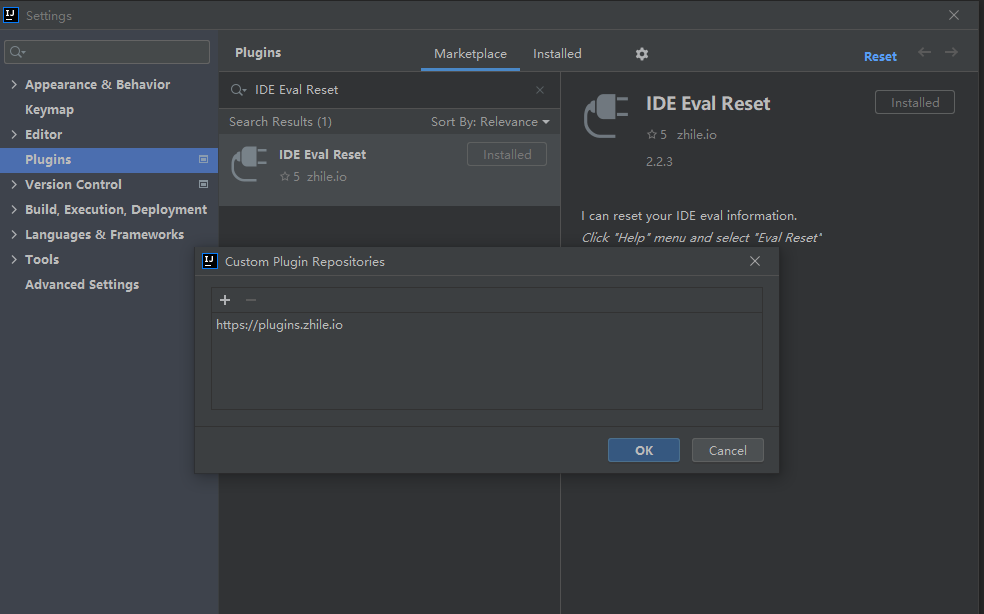 Settings
Appearance & Behavior
Keymap
Editor
Plugins
Version Control
Build, Execution, Deployment
Languages & Frameworks
Tools
Advanced Settings
Plugins
Marketplace
Installed
Reset
IDE Eval Reset
Search Results (1)
Sort By: Relevance
IDE Eval Reset
Installed
5 zhile.io
IDE Eval Reset
Installed
5 zhile.io
2.2.3
I can reset your IDE eval information.
Click "Help" menu and select "Eval Reset"
Custom Plugin Repositories
https://plugins.zhile.io
OK
Cancel